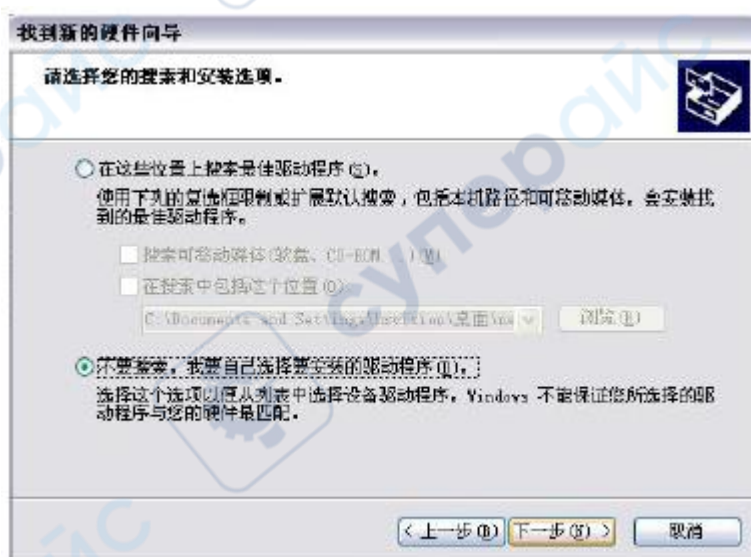 找到新的硬件向导
请选择您的搜索和安装选项。
在这些位置上搜索最佳驱动程序(S)。
使用下列的复选框限制或扩展默认搜索，包括本机路径和可移动媒体。会安装找
到的最佳驱动程序。
搜索可移动媒体(软盘、CD-ROM...)(M)
在搜索中包括这个位置(O):
C:\Documents and Settings\
桌面
浏览(R)
不要搜索。我要自己选择要安装的驱动程序(D)。
选择这个选项以便从列表中选择设备驱动程序。Windows 不能保证您所选择的驱
动程序与您的硬件最匹配。
< 上一步(B)
下一步(N) >
取消
супер
айс